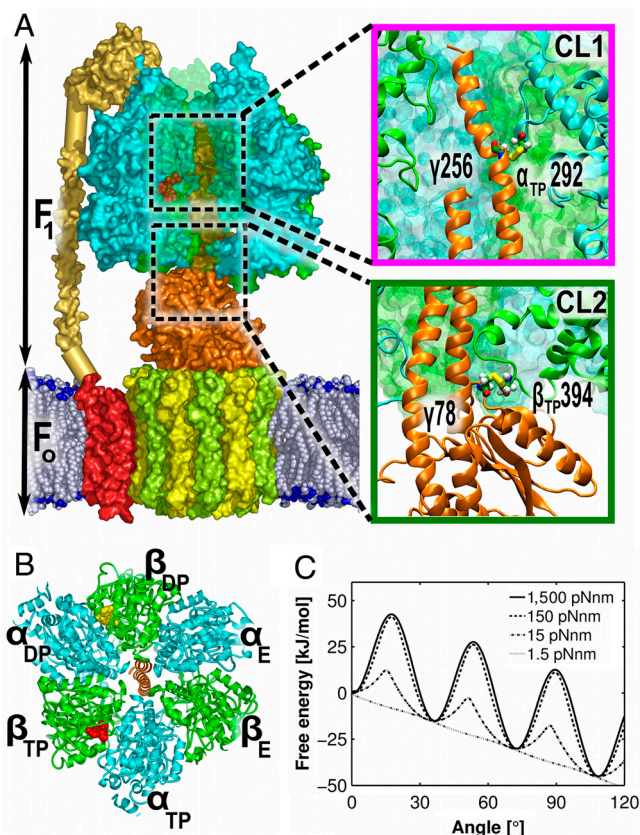 A
F1
Fo
CL1
γ256
αTP 292
CL2
γ78
βTP394
B
βDP
αDP
αE
βTP
βE
αTP
C
1,500 pNnm
150 pNnm
15 pNnm
1.5 pNnm
Free energy [kJ/mol]
50
25
0
−25
−50
0
30
60
90
120
Angle [°]